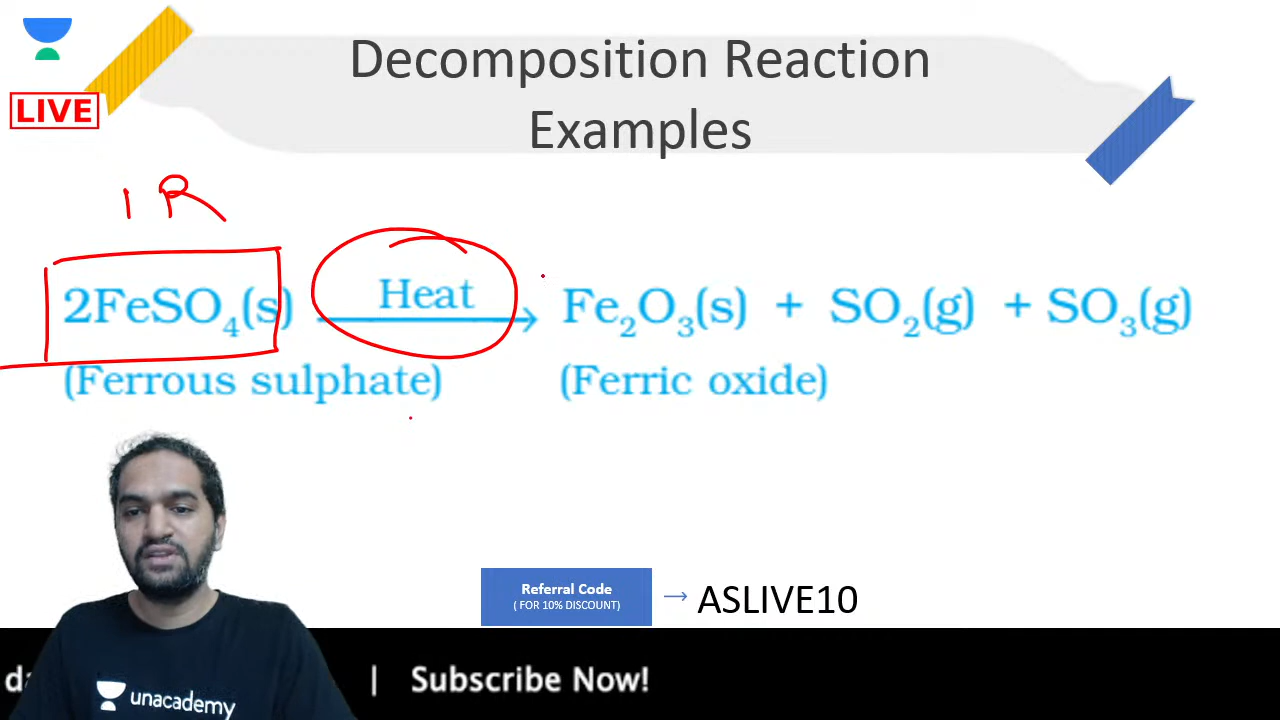 Decomposition Reaction
Examples
LIVE
1 R
2FeSO₄(s) Heat → Fe₂O₃(s) + SO₂(g) + SO₃(g)
(Ferrous sulphate) (Ferric oxide)
Referral Code
( FOR 10% DISCOUNT)
→ ASLIVE10
| Subscribe Now!
unacademy